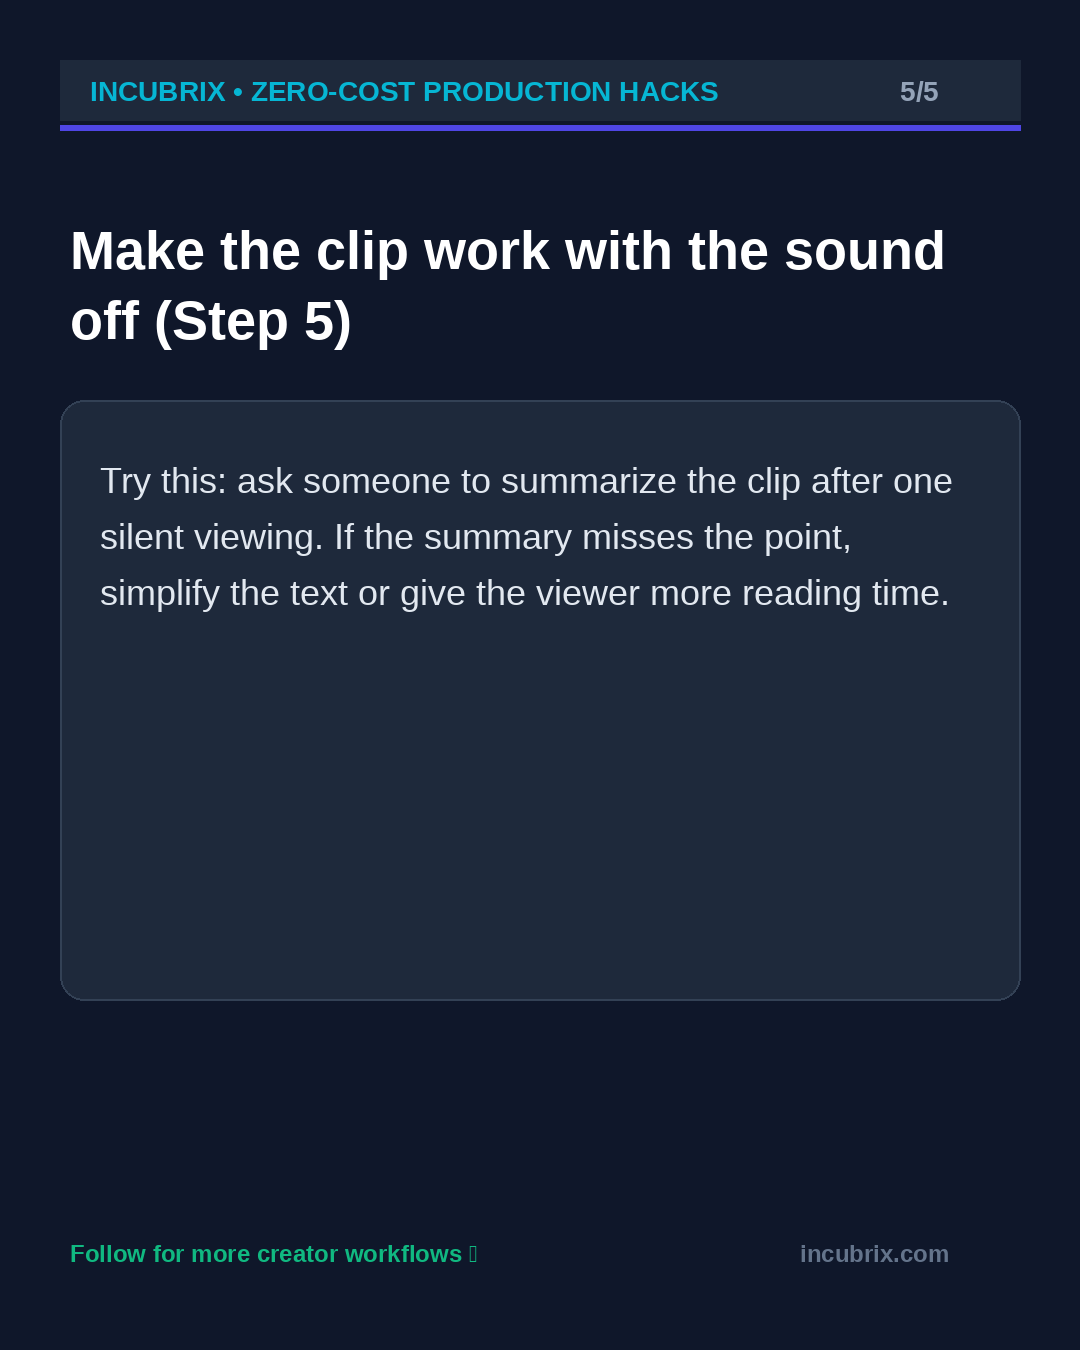 INCUBRIX • ZERO-COST PRODUCTION HACKS 5/5
Make the clip work with the sound
off (Step 5)
Try this: ask someone to summarize the clip after one
silent viewing. If the summary misses the point,
simplify the text or give the viewer more reading time.
Follow for more creator workflows
incubrix.com